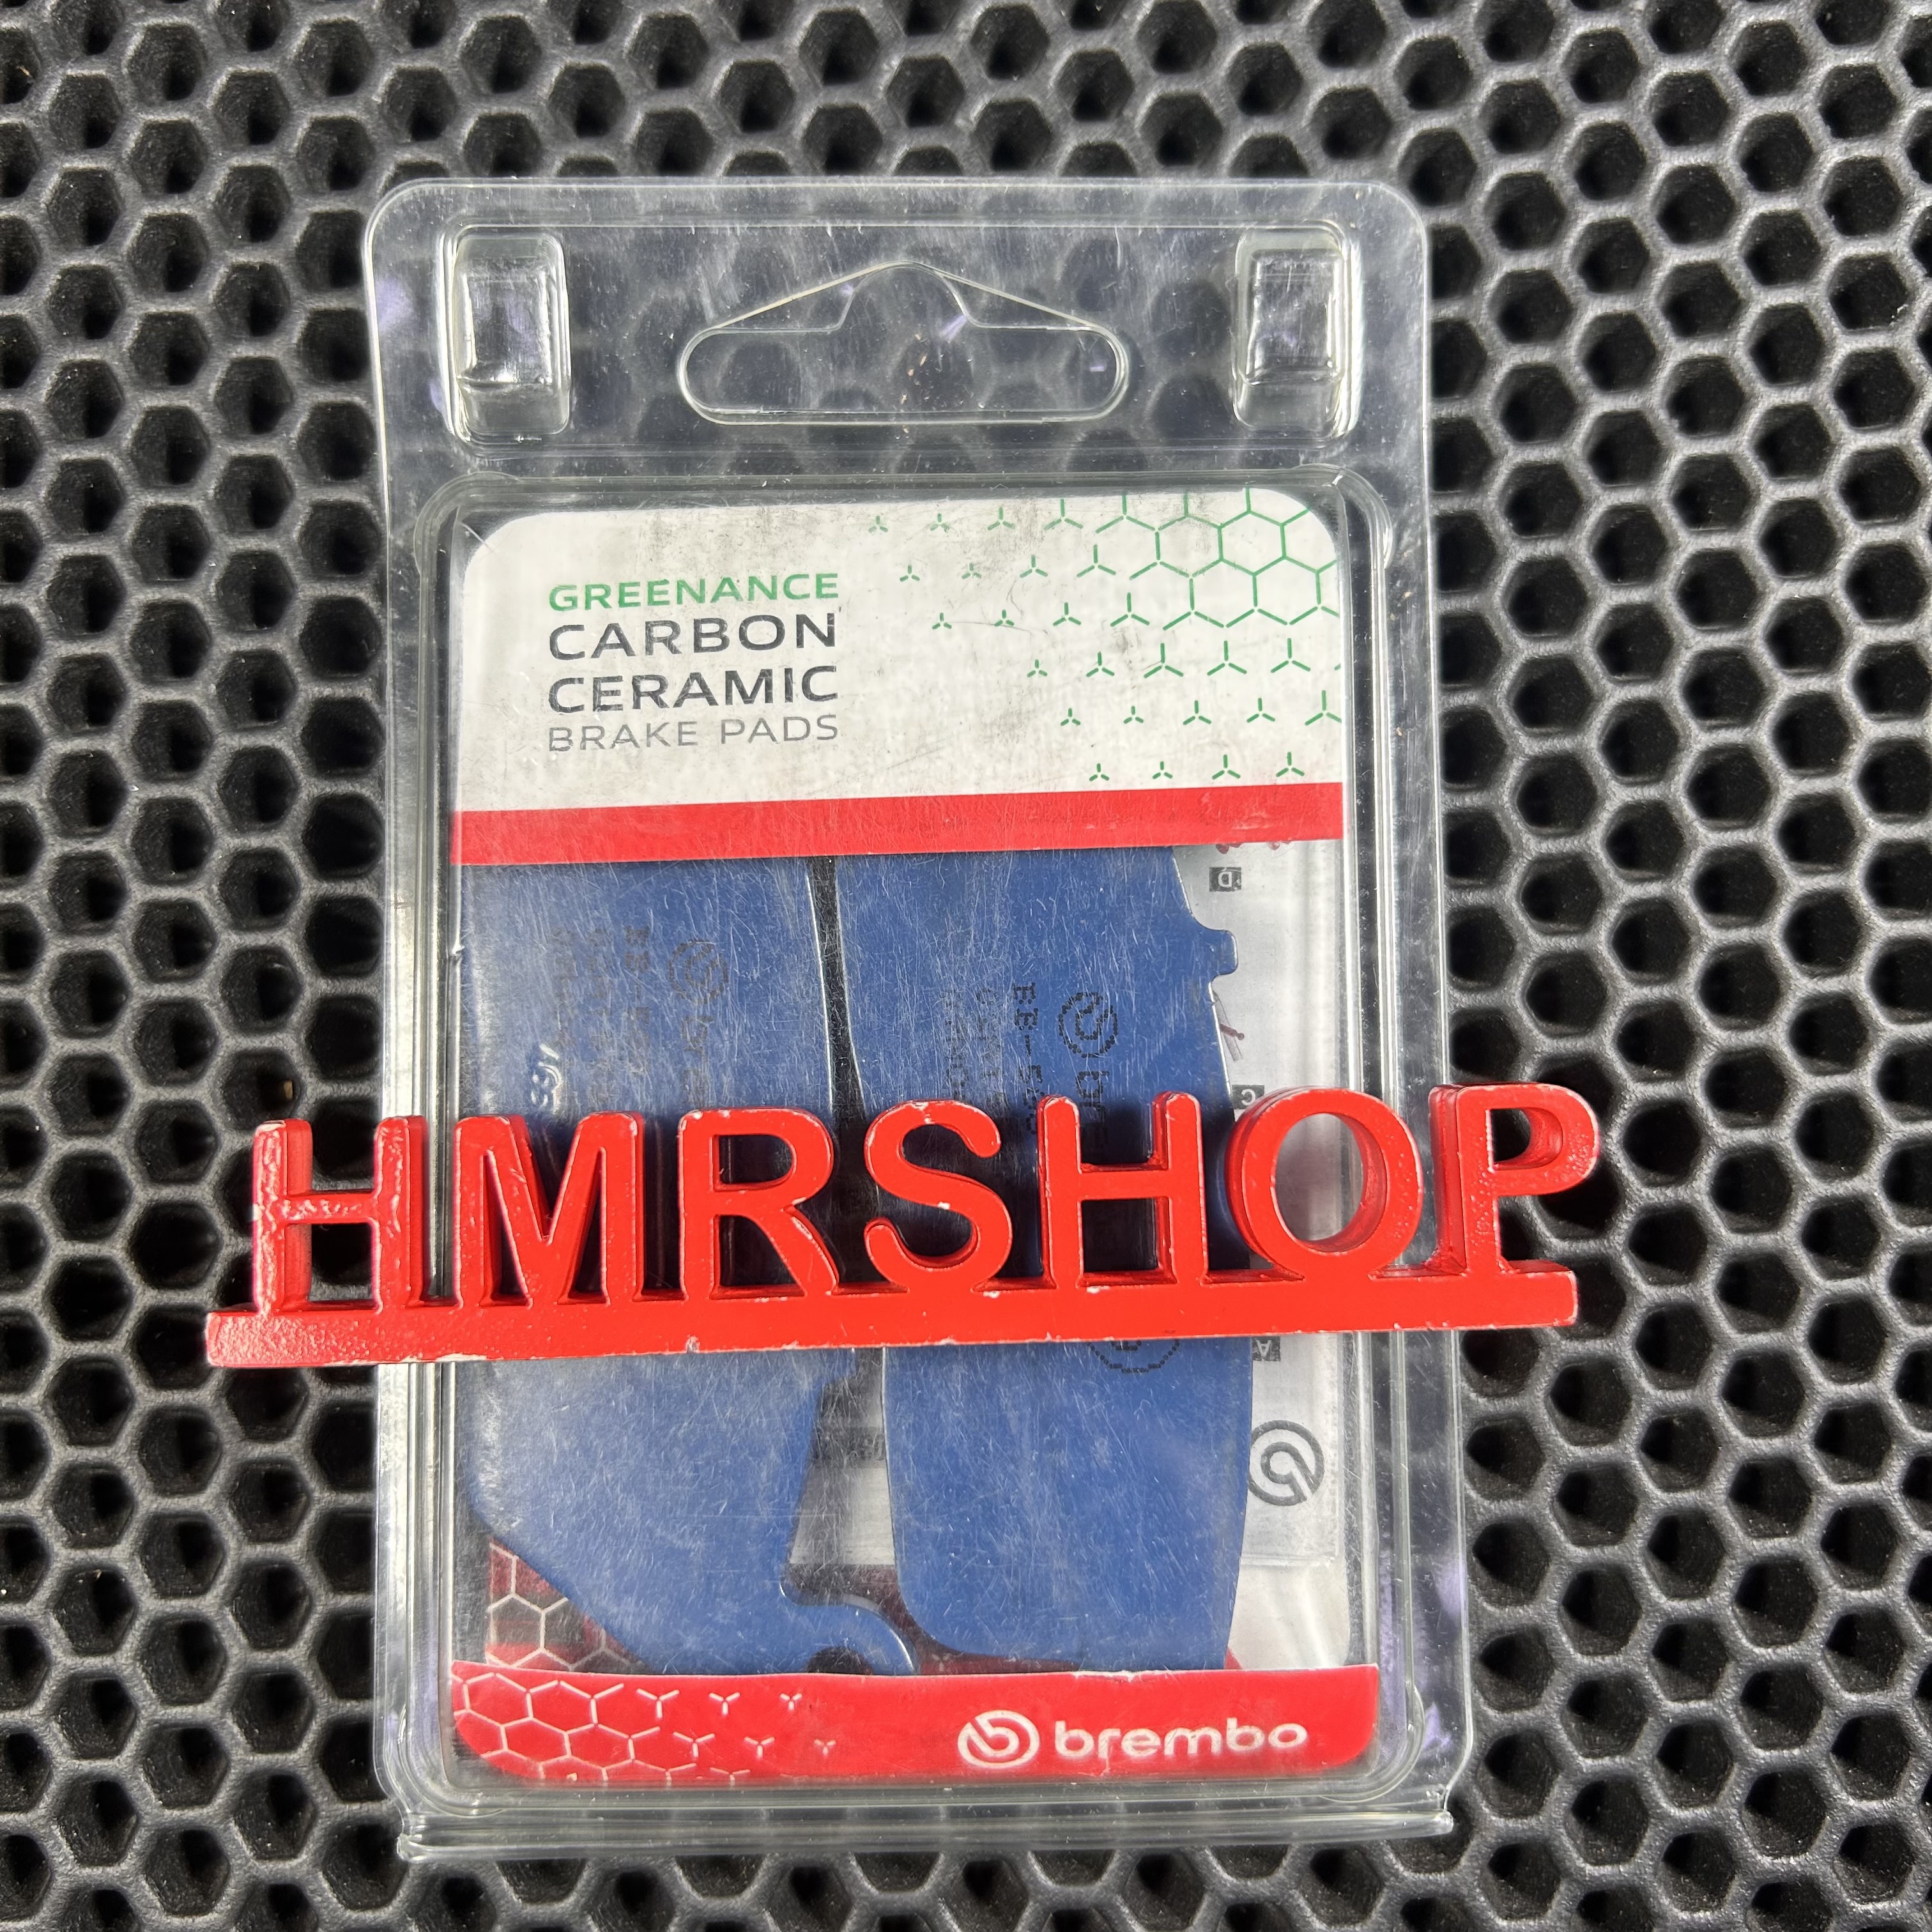 GREENANCE
CARBON
CERAMIC
BRAKE PADS
D
C
HMRSHOP
A
brembo